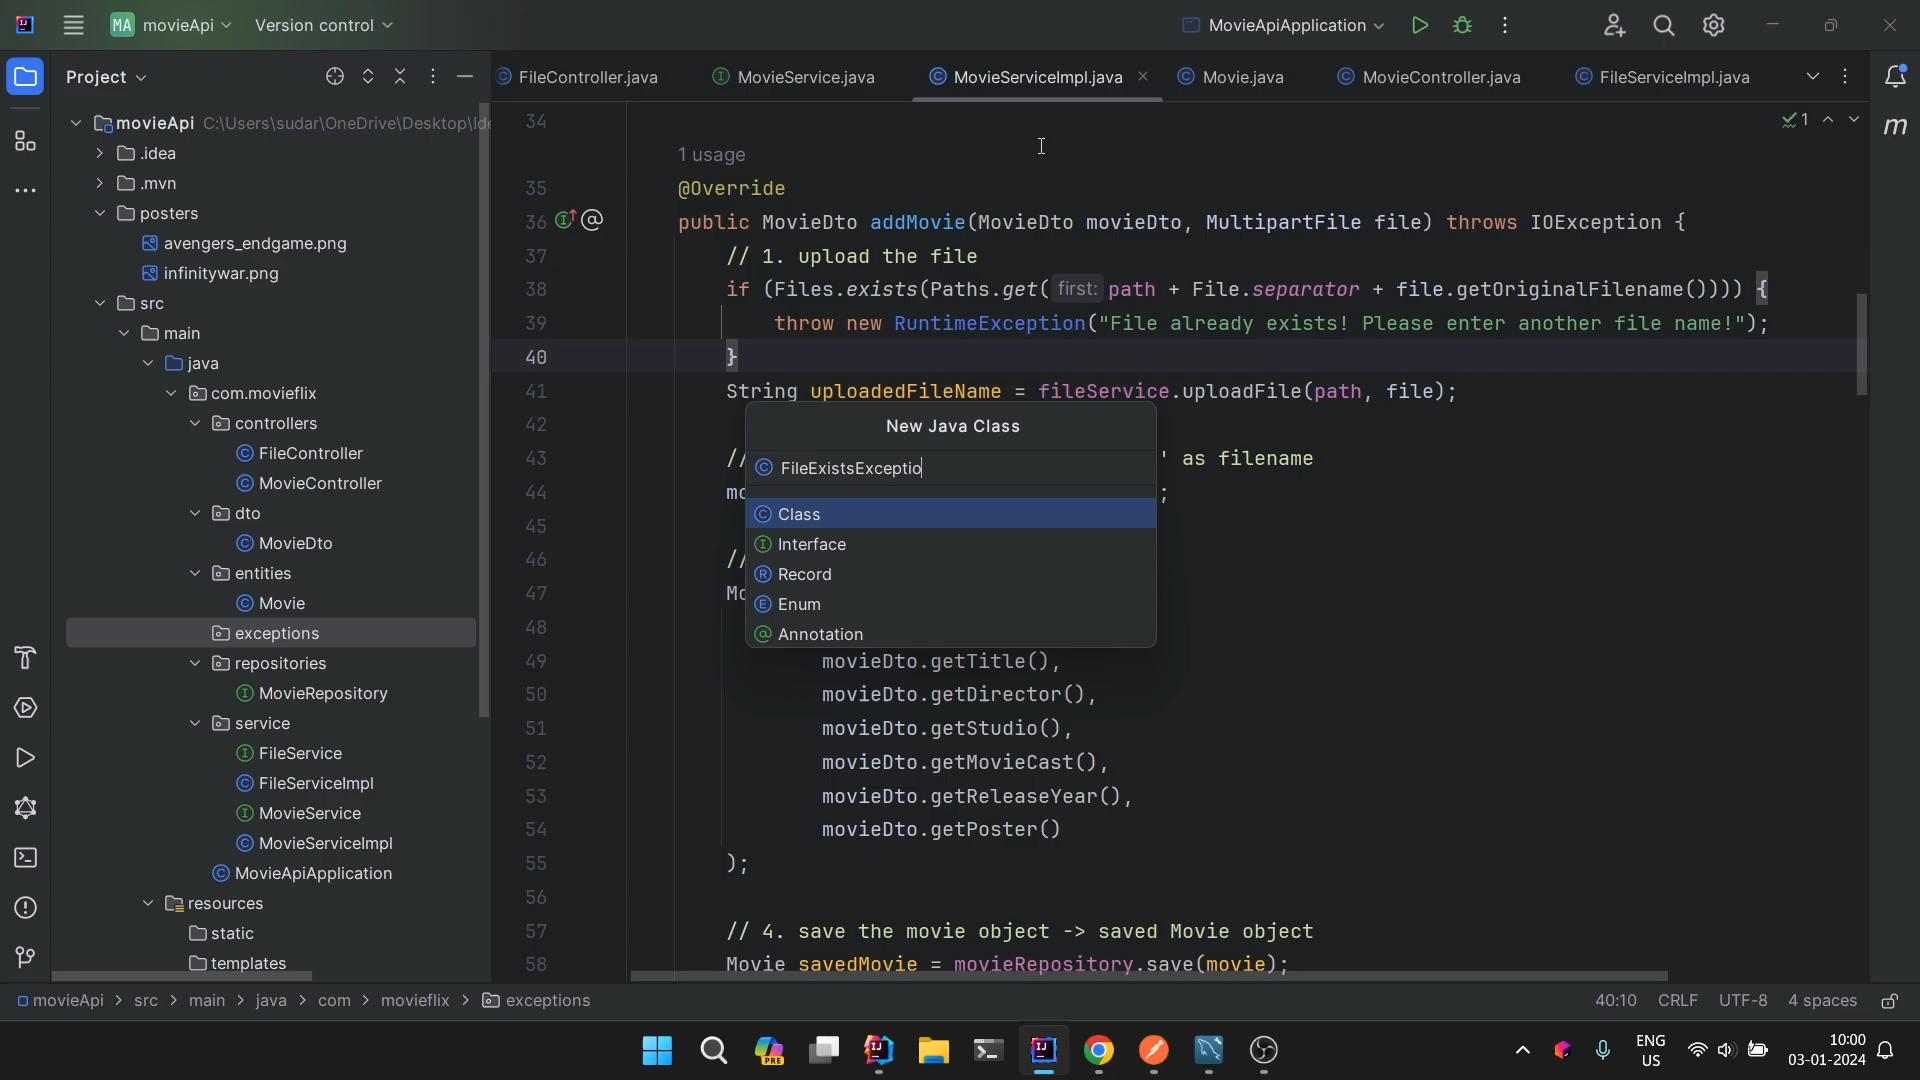 MA movieApi Version control MovieApiApplication
Project
FileController.java MovieService.java MovieServiceImpl.java Movie.java MovieController.java FileServiceImpl.java
movieApi C:\Users\sudar\OneDrive\Desktop\Ide
.idea
.mvn
posters
avengers_endgame.png
infinitywar.png
src
main
java
com.movieflix
controllers
FileController
MovieController
dto
MovieDto
entities
Movie
exceptions
repositories
MovieRepository
service
FileService
FileServiceImpl
MovieService
MovieServiceImpl
MovieApiApplication
resources
static
templates
1
34
1 usage
35 @Override
36 public MovieDto addMovie(MovieDto movieDto, MultipartFile file) throws IOException {
37 // 1. upload the file
38 if (Files.exists(Paths.get( first: path + File.separator + file.getOriginalFilename()))) {
39 throw new RuntimeException("File already exists! Please enter another file name!");
40 }
41 String uploadedFileName = fileService.uploadFile(path, file);
42
43 // ' as filename
44 mo ;
45
46 //
47 Mo
48
49 movieDto.getTitle(),
50 movieDto.getDirector(),
51 movieDto.getStudio(),
52 movieDto.getMovieCast(),
53 movieDto.getReleaseYear(),
54 movieDto.getPoster()
55 );
56
57 // 4. save the movie object -> saved Movie object
58 Movie savedMovie = movieRepository.save(movie);
New Java Class
FileExistsExceptio
Class
Interface
Record
Enum
Annotation
movieApi > src > main > java > com > movieflix > exceptions 40:10 CRLF UTF-8 4 spaces
PRE
ENG
US
10:00
03-01-2024